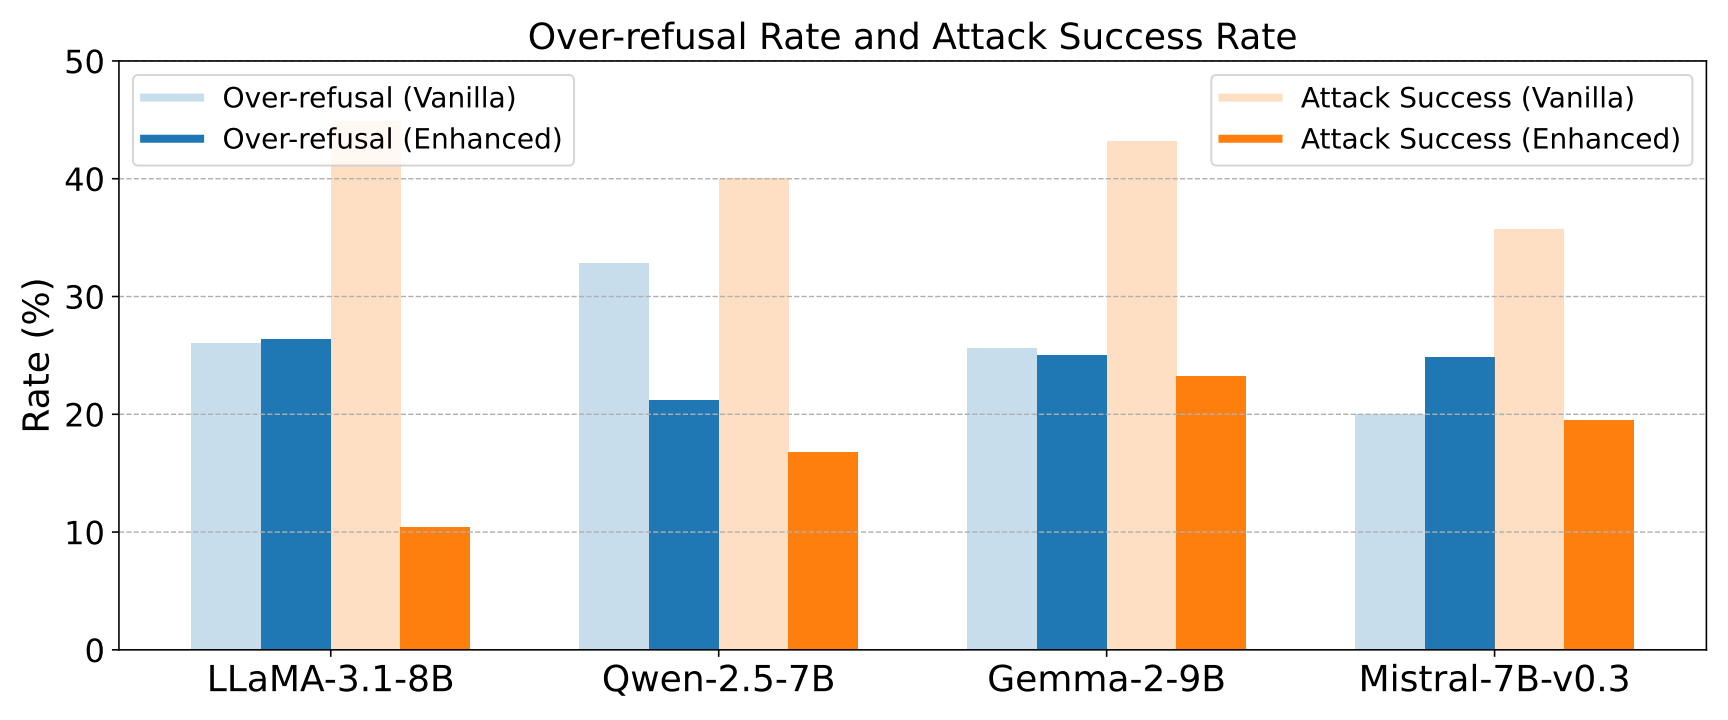 Over-refusal Rate and Attack Success Rate
Over-refusal (Vanilla)
Over-refusal (Enhanced)
Attack Success (Vanilla)
Attack Success (Enhanced)
Rate (%)
50
40
30
20
10
0
LLaMA-3.1-8B
Qwen-2.5-7B
Gemma-2-9B
Mistral-7B-v0.3